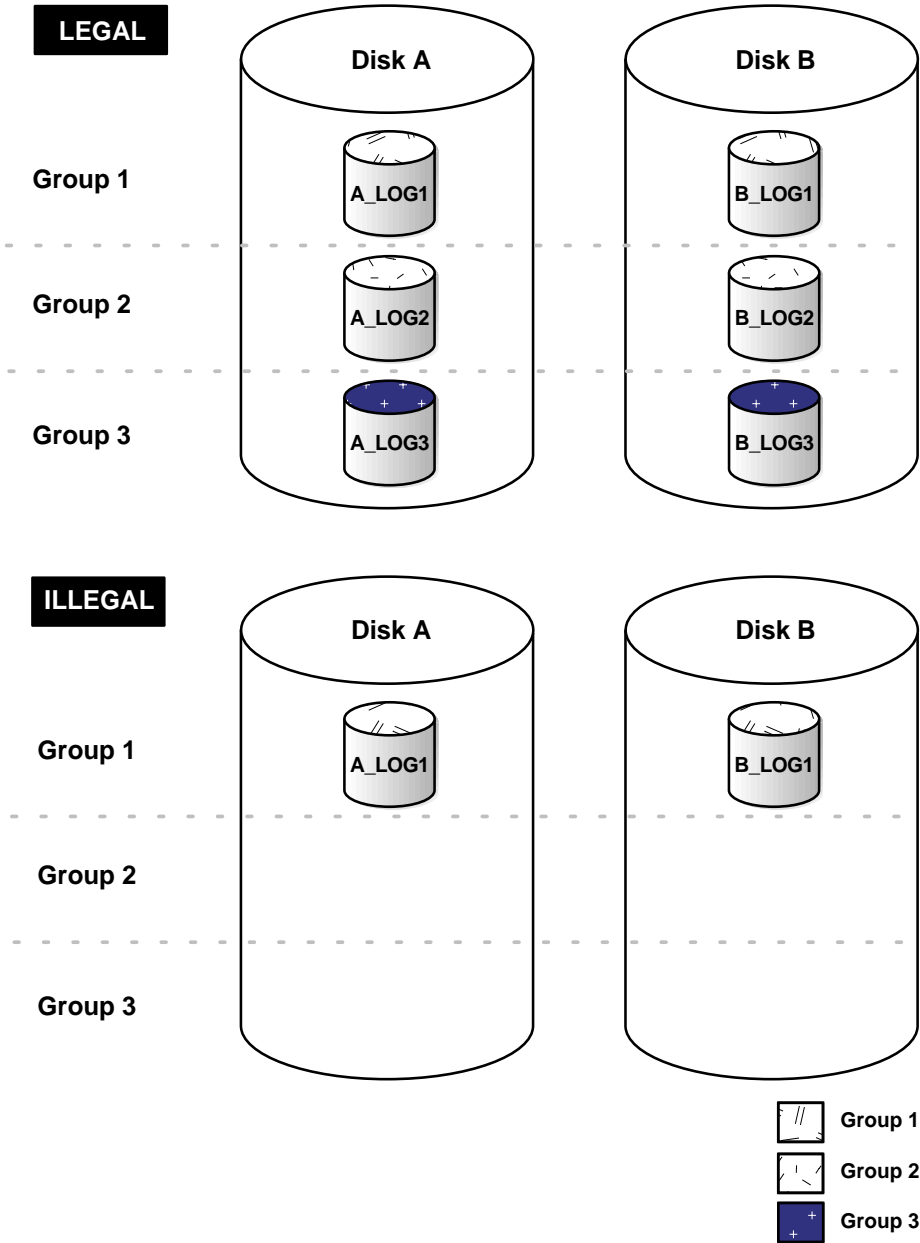 LEGAL
Disk A
Disk B
Group 1
A_LOG1
B_LOG1
Group 2
A_LOG2
B_LOG2
Group 3
A_LOG3
B_LOG3
ILLEGAL
Disk A
Disk B
Group 1
A_LOG1
B_LOG1
Group 2
Group 3
Group 1
Group 2
Group 3